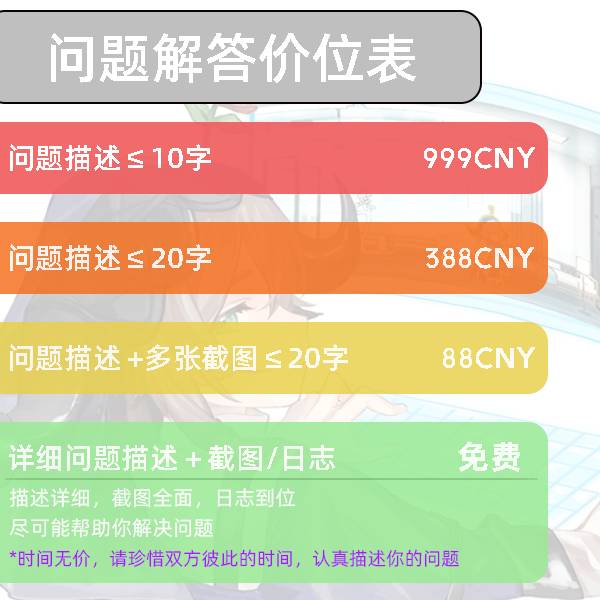 问题解答价位表
问题描述≤10字 999CNY
问题描述≤20字 388CNY
问题描述+多张截图≤20字 88CNY
详细问题描述+截图/日志 免费
描述详细，截图全面，日志到位
尽可能帮助你解决问题
*时间无价，请珍惜双方彼此的时间，认真描述你的问题